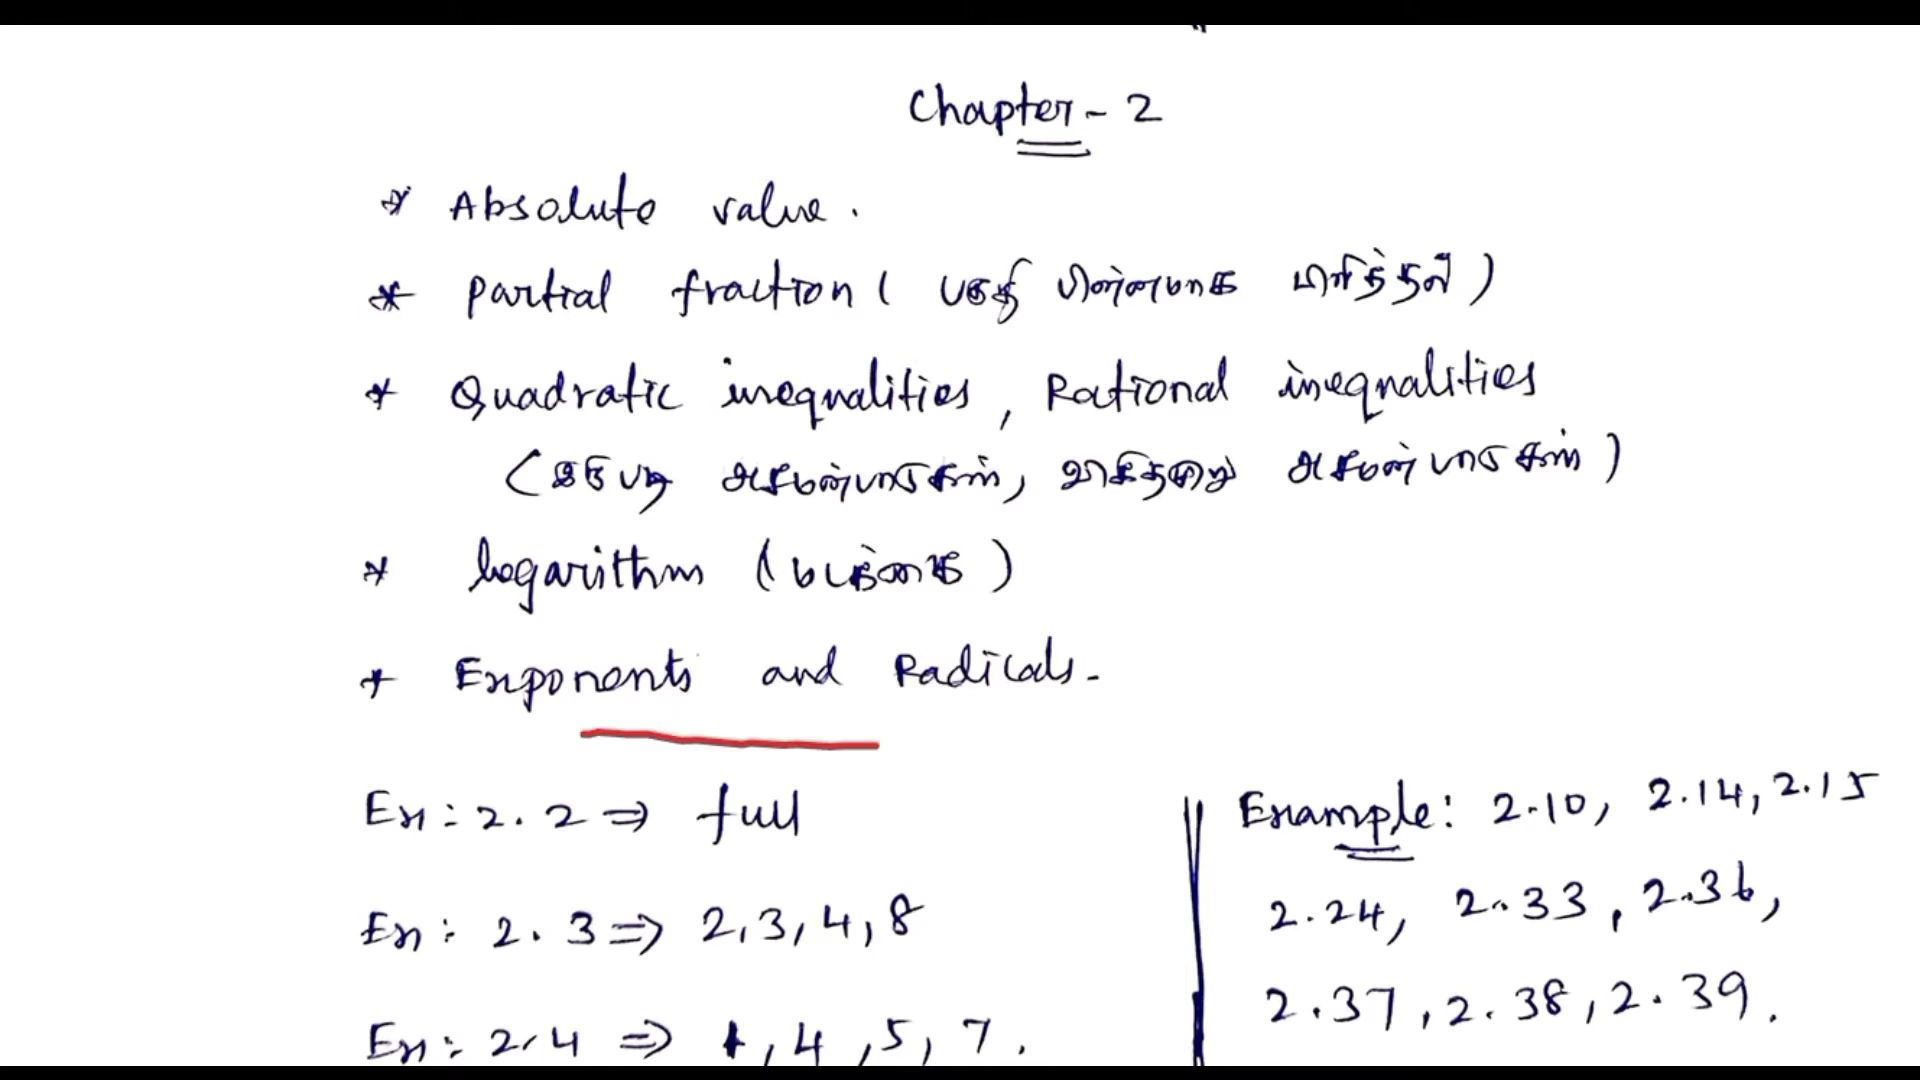 Chapter - 2
* Absolute value.
* Partial fraction ( பகுதி பின்னமாக பிரித்தல் )
* Quadratic inequalities, Rational inequalities
( இருபடி அசமன்பாடுகள், விகிதமுறு அசமன்பாடுகள் )
* logarithm ( மடக்கை )
* Exponents and Radicals.
Ex: 2.2 ⇒ full
Example: 2.10, 2.14, 2.15
Ex: 2.3 ⇒ 2, 3, 4, 8
2.24, 2.33, 2.36,
Ex: 2.4 ⇒ 1, 4, 5, 7.
2.37, 2.38, 2.39.